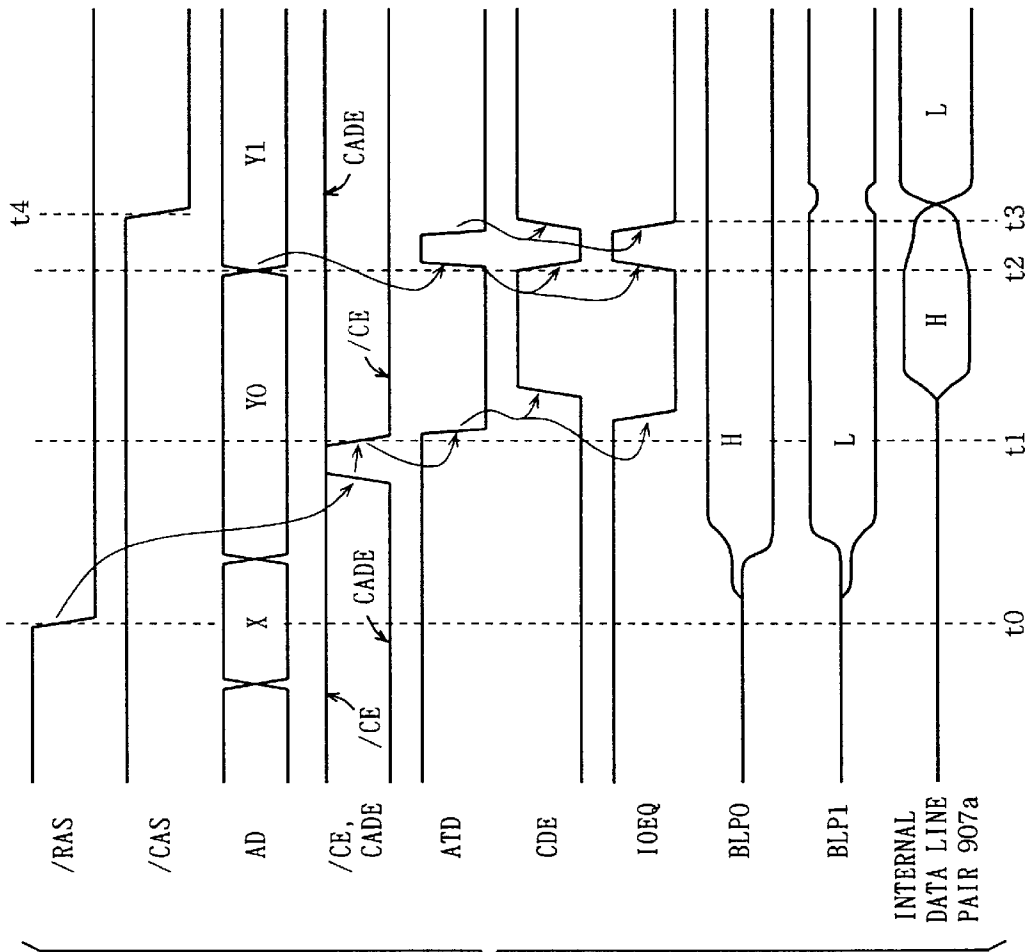 t4
/RAS
/CAS
AD
X
Y0
Y1
/CE,
CADE
/CE
CADE
/CE
CADE
ATD
CDE
IOEQ
BLP0
H
BLP1
L
INTERNAL
DATA LINE
PAIR 907a
H
L
t0
t1
t2
t3